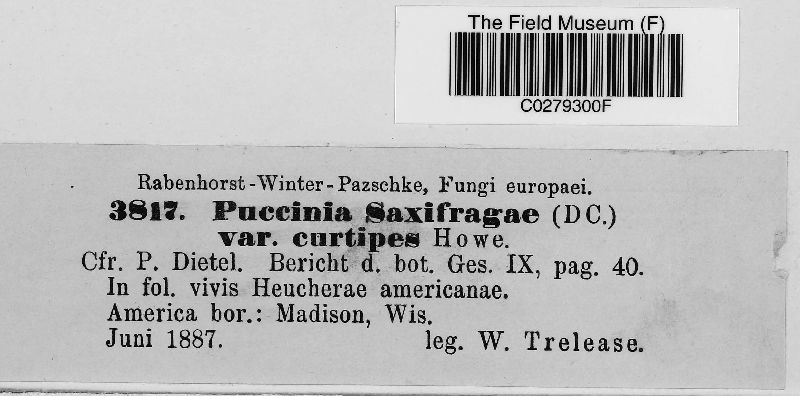 The Field Museum (F)
C0279300F
Rabenhorst-Winter-Pazschke, Fungi europaei.
3817. Puccinia Saxifragae (DC.)
var. curtipes Howe.
Cfr. P. Dietel. Bericht d. bot. Ges. IX, pag. 40.
In fol. vivis Heucherae americanae.
America bor.: Madison, Wis.
Juni 1887. leg. W. Trelease.